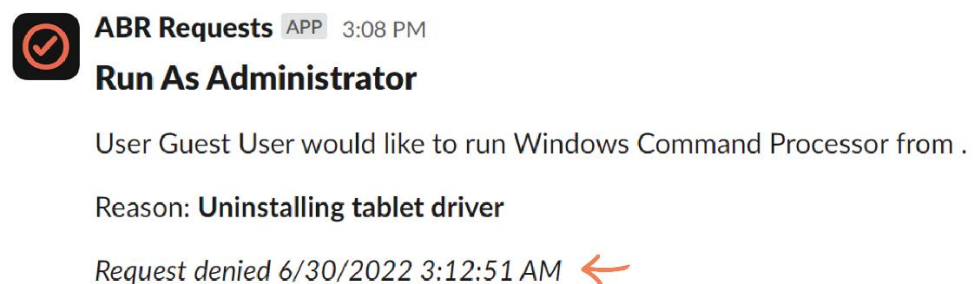 ABR Requests APP 3:08 PM
Run As Administrator
User Guest User would like to run Windows Command Processor from .
Reason: Uninstalling tablet driver
Request denied 6/30/2022 3:12:51 AM